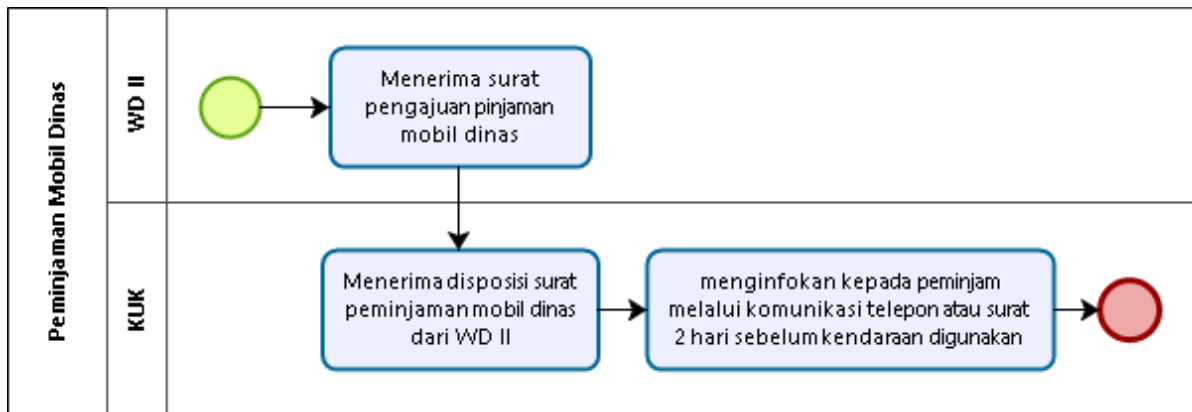 Peminjaman Mobil Dinas
WD II
Menerima surat
pengajuan pinjaman
mobil dinas
KUK
Menerima disposisi surat
peminjaman mobil dinas
dari WD II
menginfokan kepada peminjam
melalui komunikasi telepon atau surat
2 hari sebelum kendaraan digunakan